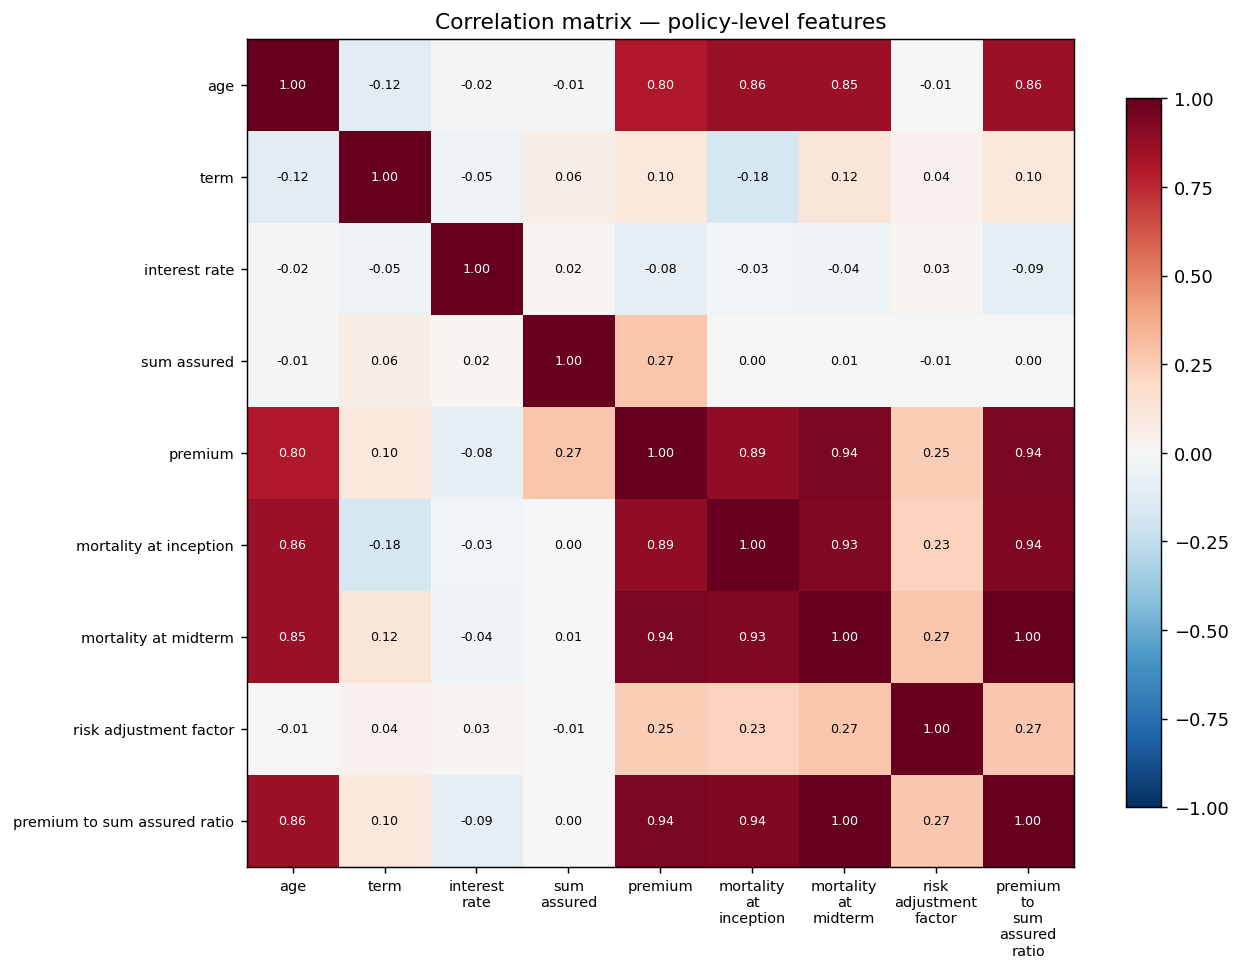 Correlation matrix — policy-level features
age 1.00 -0.12 -0.02 -0.01 0.80 0.86 0.85 -0.01 0.86
term -0.12 1.00 -0.05 0.06 0.10 -0.18 0.12 0.04 0.10
interest rate -0.02 -0.05 1.00 0.02 -0.08 -0.03 -0.04 0.03 -0.09
sum assured -0.01 0.06 0.02 1.00 0.27 0.00 0.01 -0.01 0.00
premium 0.80 0.10 -0.08 0.27 1.00 0.89 0.94 0.25 0.94
mortality at inception 0.86 -0.18 -0.03 0.00 0.89 1.00 0.93 0.23 0.94
mortality at midterm 0.85 0.12 -0.04 0.01 0.94 0.93 1.00 0.27 1.00
risk adjustment factor -0.01 0.04 0.03 -0.01 0.25 0.23 0.27 1.00 0.27
premium to sum assured ratio 0.86 0.10 -0.09 0.00 0.94 0.94 1.00 0.27 1.00
age
term
interest
rate
sum
assured
premium
mortality
at
inception
mortality
at
midterm
risk
adjustment
factor
premium
to
sum
assured
ratio
1.00
0.75
0.50
0.25
0.00
−0.25
−0.50
−0.75
−1.00